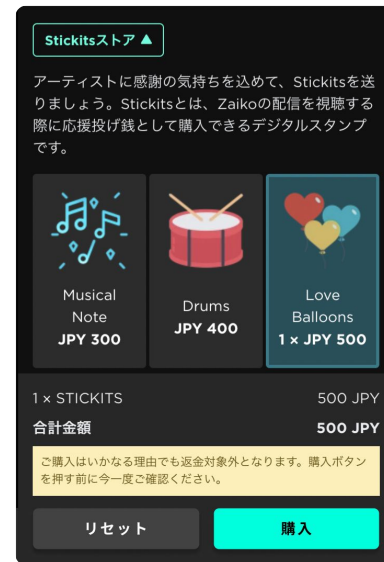 Stickitsストア ▲
アーティストに感謝の気持ちを込めて、Stickitsを送
りましょう。Stickitsとは、Zaikoの配信を視聴する
際に応援投げ銭として購入できるデジタルスタンプ
です。
Musical
Note
JPY 300
Drums
JPY 400
Love
Balloons
1 × JPY 500
1 × STICKITS 500 JPY
合計金額 500 JPY
ご購入はいかなる理由でも返金対象外となります。購入ボタン
を押す前に今一度ご確認ください。
リセット 購入